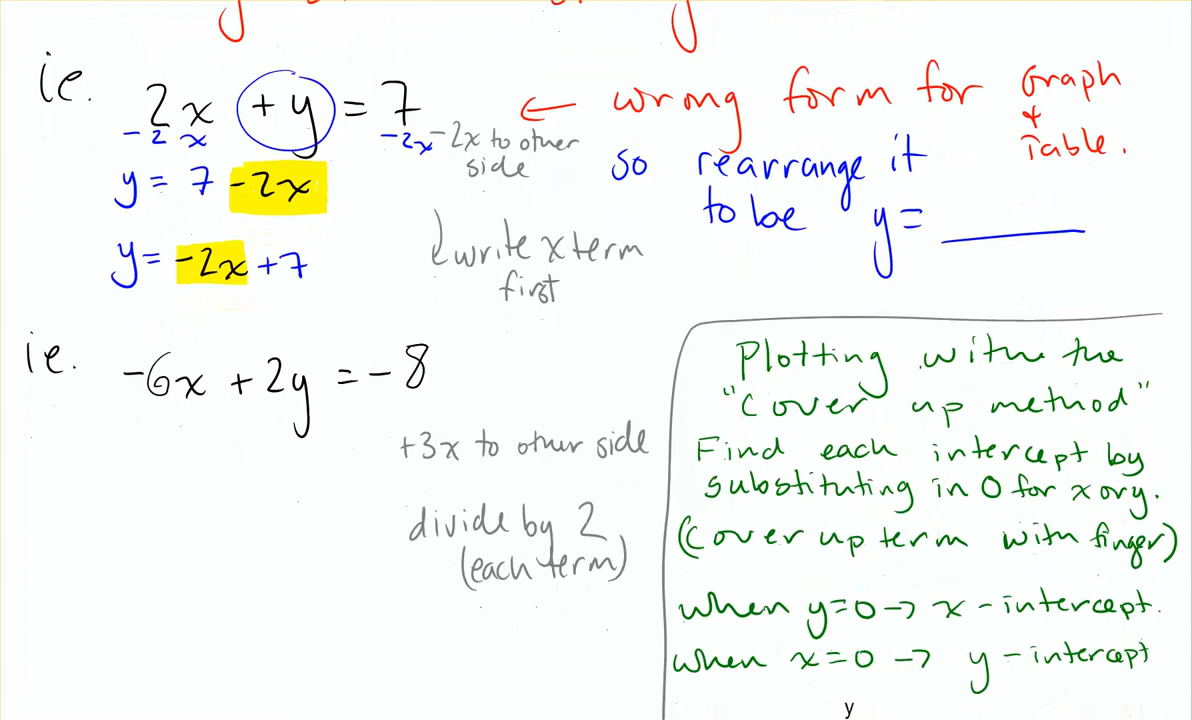 ie. 2x + y = 7 ← wrong form for Graph & Table.
-2x -2x -2x to other side
y = 7 -2x so rearrange it
to be y = ____
y = -2x + 7 write x term first
ie. -6x + 2y = -8
+3x to other side
divide by 2
(each term)
Plotting with the
"Cover up method"
Find each intercept by
substituting in 0 for x or y.
(Cover up term with finger)
when y=0 → x-intercept.
when x=0 → y-intercept
y